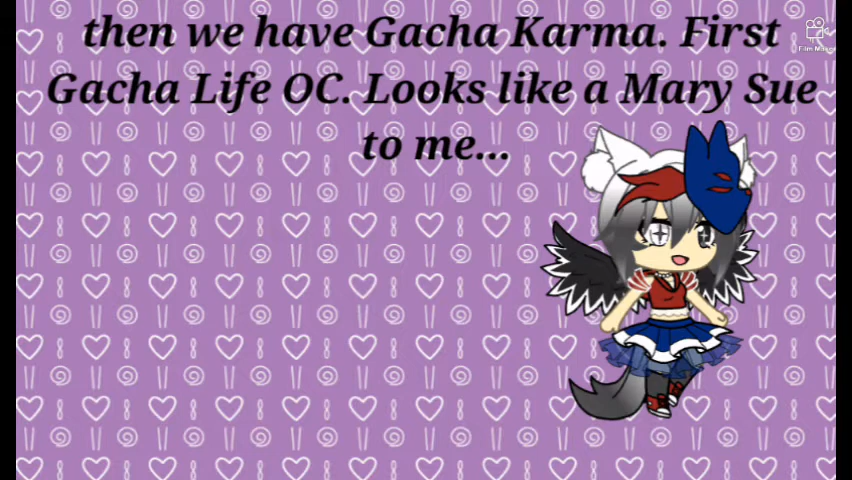 then we have Gacha Karma. First
Gacha Life OC. Looks like a Mary Sue
to me...
Film Maker